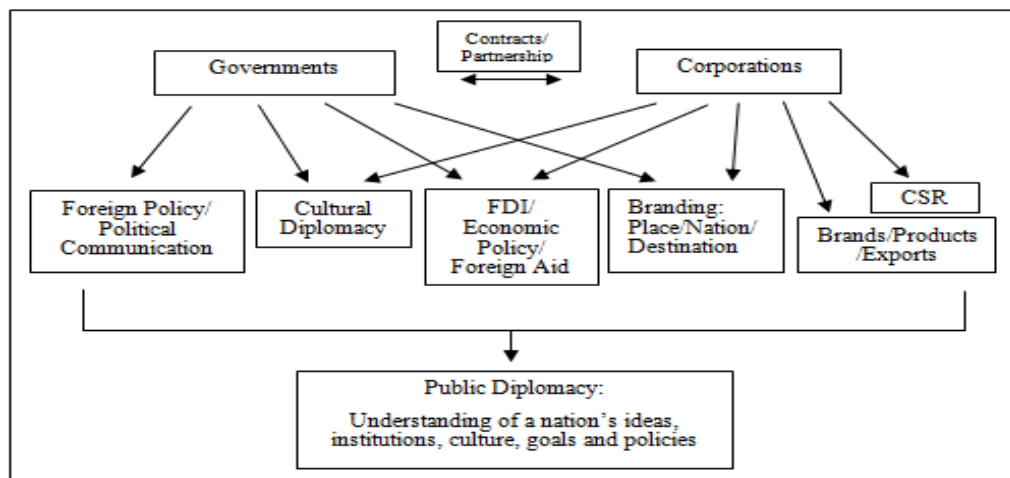 Contracts/
Partnership
Governments
Corporations
Foreign Policy/
Political
Communication
Cultural
Diplomacy
FDI/
Economic
Policy/
Foreign Aid
Branding:
Place/Nation/
Destination
CSR
Brands/Products
/Exports
Public Diplomacy:
Understanding of a nation’s ideas,
institutions, culture, goals and policies